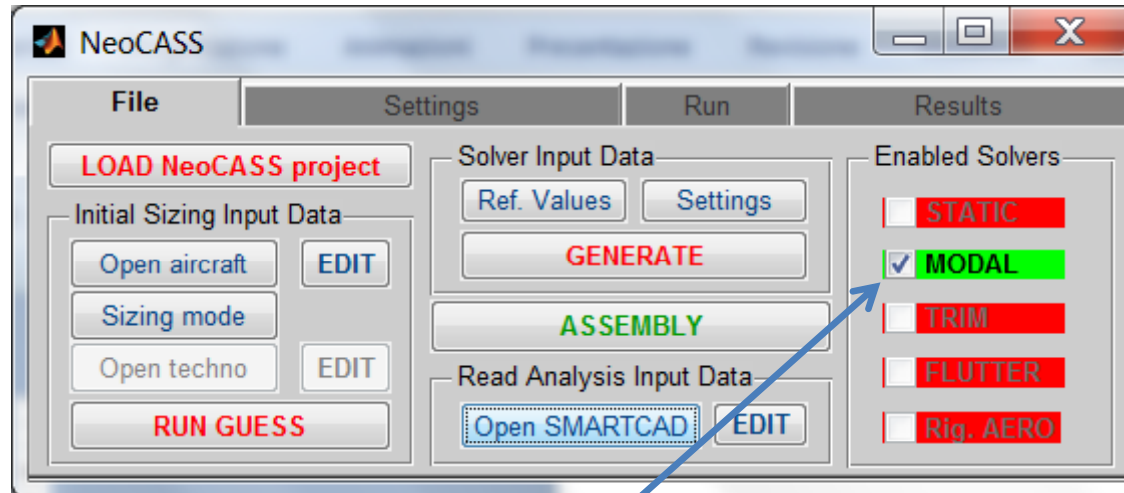 NeoCASS
File Settings Run Results
LOAD NeoCASS project
Initial Sizing Input Data
Open aircraft EDIT
Sizing mode
Open techno EDIT
RUN GUESS
Solver Input Data
Ref. Values Settings
GENERATE
ASSEMBLY
Read Analysis Input Data
Open SMARTCAD EDIT
Enabled Solvers
STATIC
MODAL
TRIM
FLUTTER
Rig. AERO